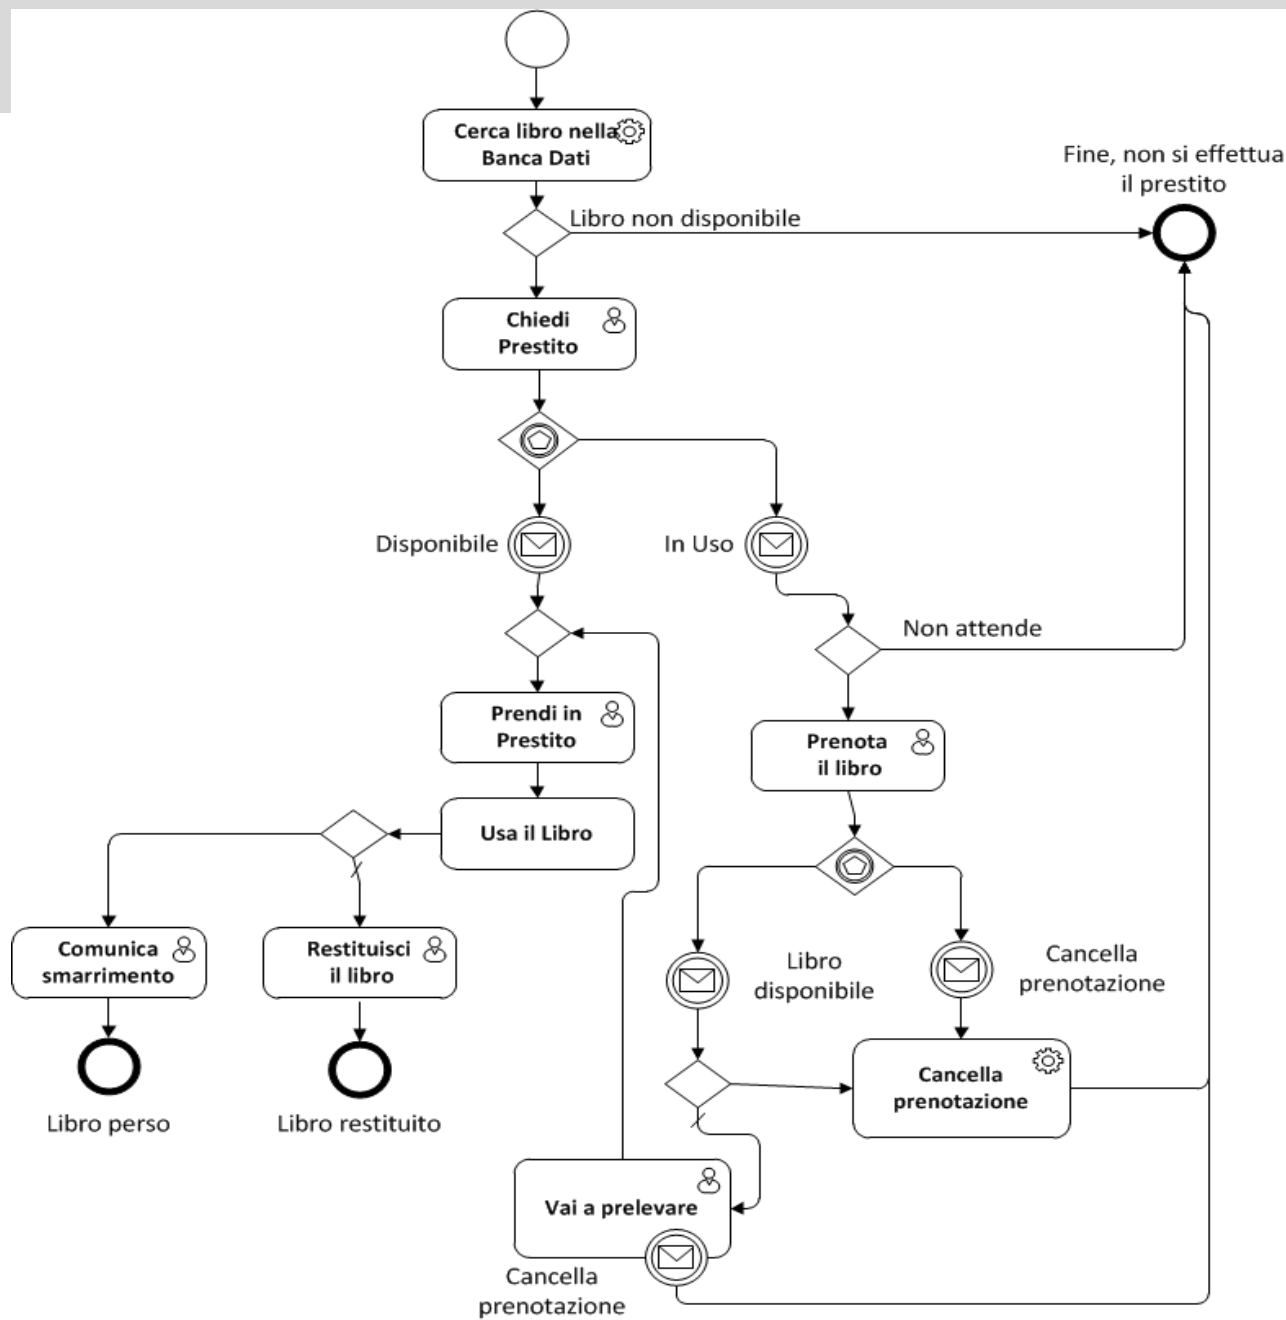 Cerca libro nella
Banca Dati
Fine, non si effettua
il prestito
Libro non disponibile
Chiedi
Prestito
Disponibile
In Uso
Non attende
Prendi in
Prestito
Prenota
il libro
Usa il Libro
Comunica
smarrimento
Restituisci
il libro
Libro
disponibile
Cancella
prenotazione
Cancella
prenotazione
Libro perso
Libro restituito
Vai a prelevare
Cancella
prenotazione